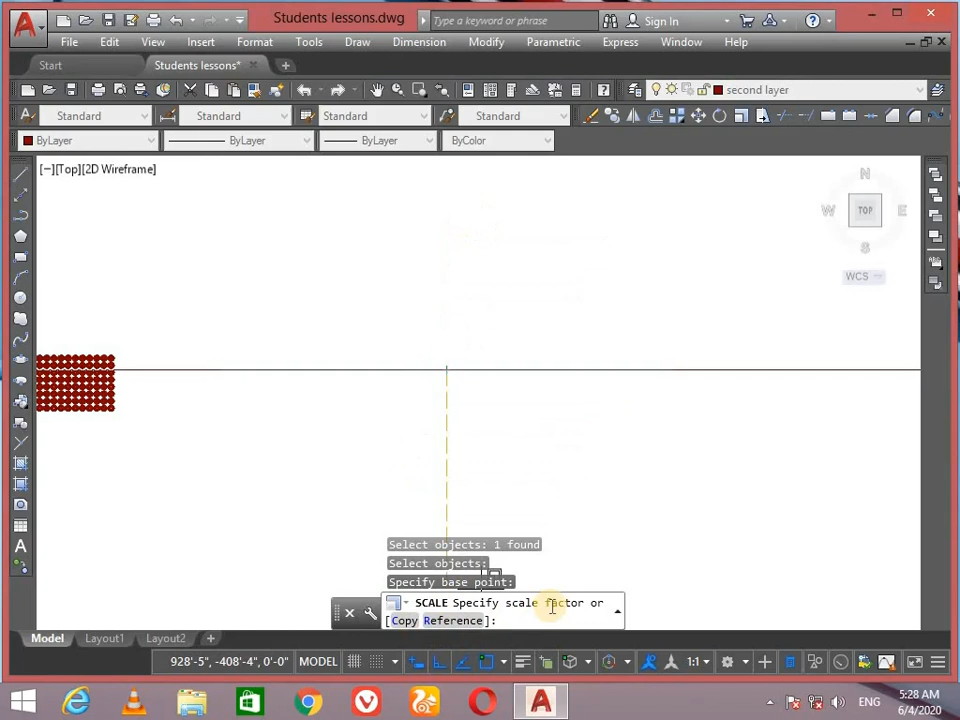 Students lessons.dwg
Type a keyword or phrase
Sign In
File Edit View Insert Format Tools Draw Dimension Modify Parametric Express Window Help
Start Students lessons*
second layer
Standard Standard Standard Standard
ByLayer ByLayer ByLayer ByColor
[−][Top][2D Wireframe]
N
W TOP E
S
WCS
Select objects: 1 found
Select objects:
Specify base point:
SCALE Specify scale factor or
[Copy Reference]:
Model Layout1 Layout2
928'-5", -408'-4", 0'-0" MODEL 1:1
ENG
5:28 AM
6/4/2020